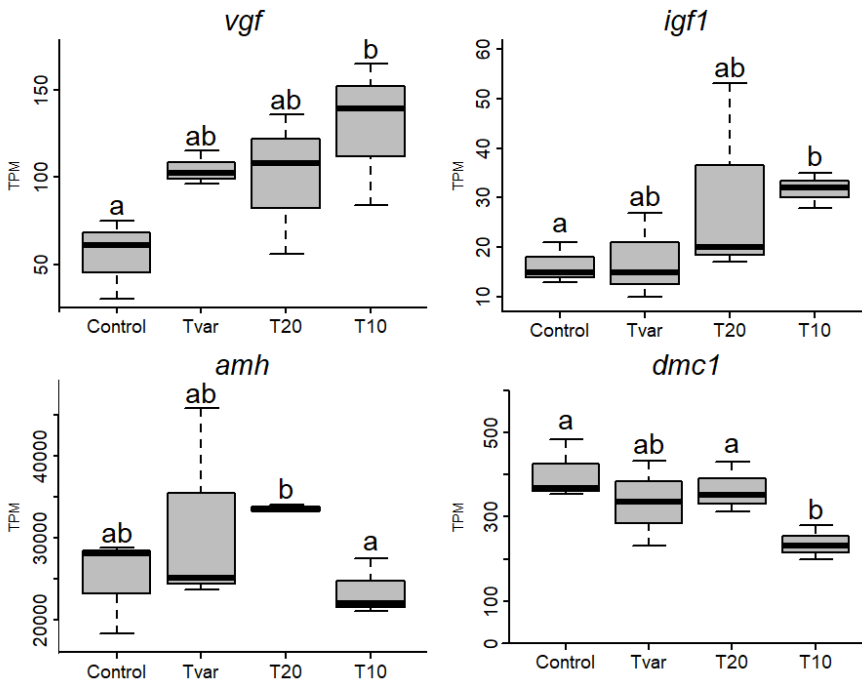 vgf
TPM
50
100
150
a
ab
ab
b
Control
Tvar
T20
T10
igf1
TPM
10
20
30
40
50
60
a
ab
ab
b
Control
Tvar
T20
T10
amh
TPM
20000
30000
40000
ab
ab
b
a
Control
Tvar
T20
T10
dmc1
TPM
0
100
300
500
a
ab
a
b
Control
Tvar
T20
T10